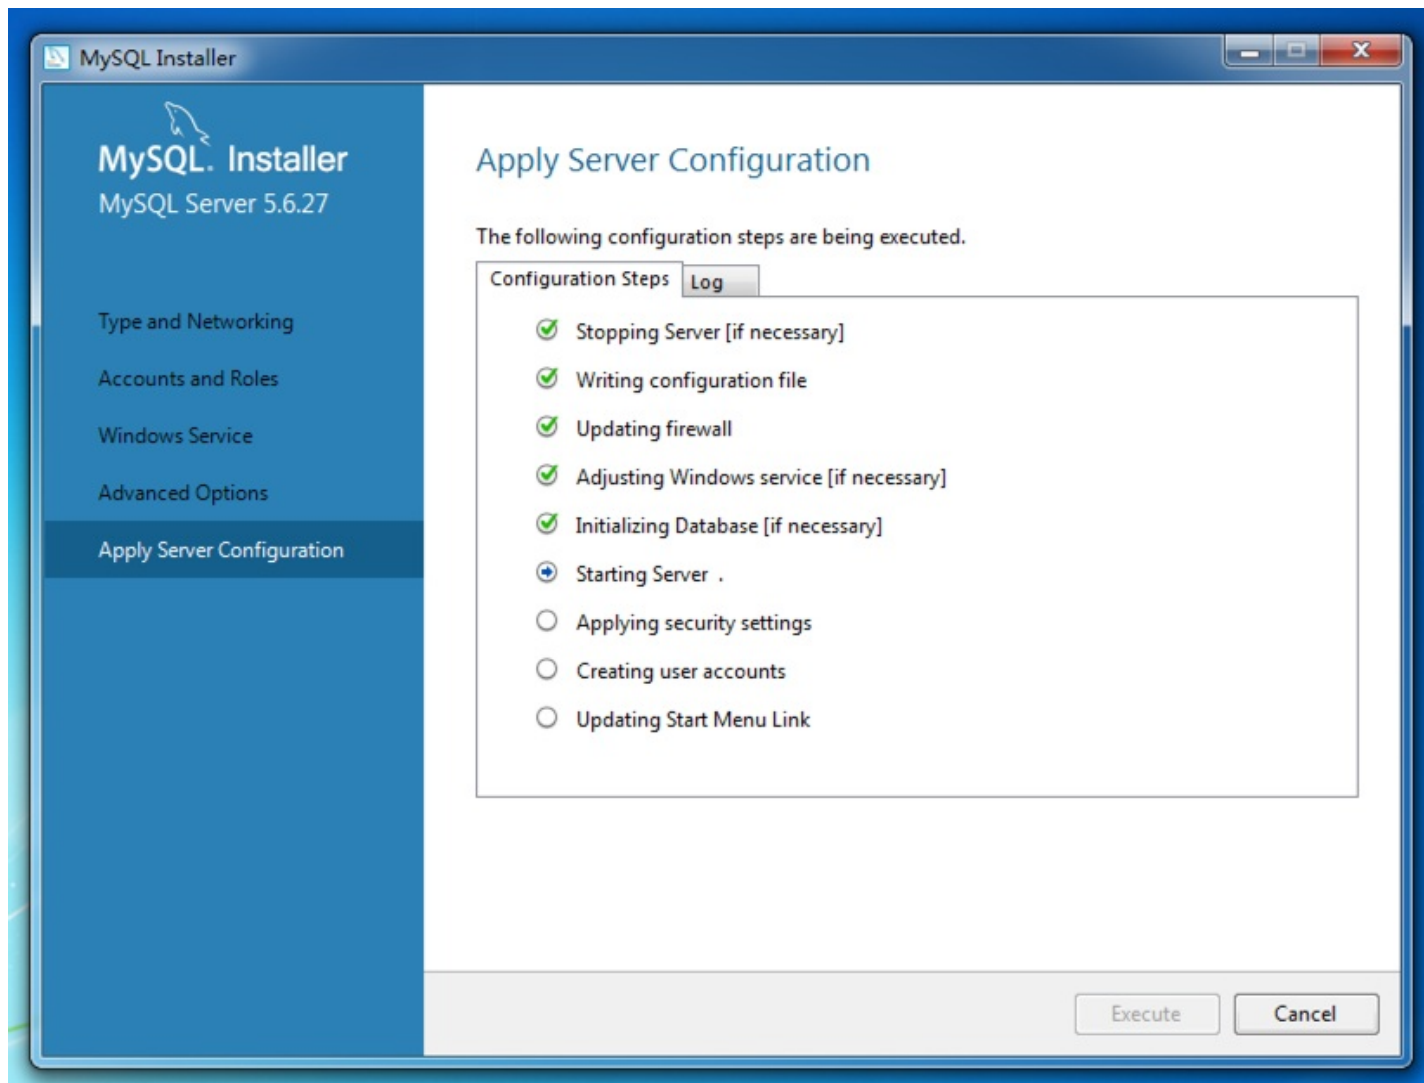 MySQL Installer
MySQL. Installer
MySQL Server 5.6.27
Type and Networking
Accounts and Roles
Windows Service
Advanced Options
Apply Server Configuration
Apply Server Configuration
The following configuration steps are being executed.
Configuration Steps
Log
Stopping Server [if necessary]
Writing configuration file
Updating firewall
Adjusting Windows service [if necessary]
Initializing Database [if necessary]
Starting Server .
Applying security settings
Creating user accounts
Updating Start Menu Link
Execute
Cancel